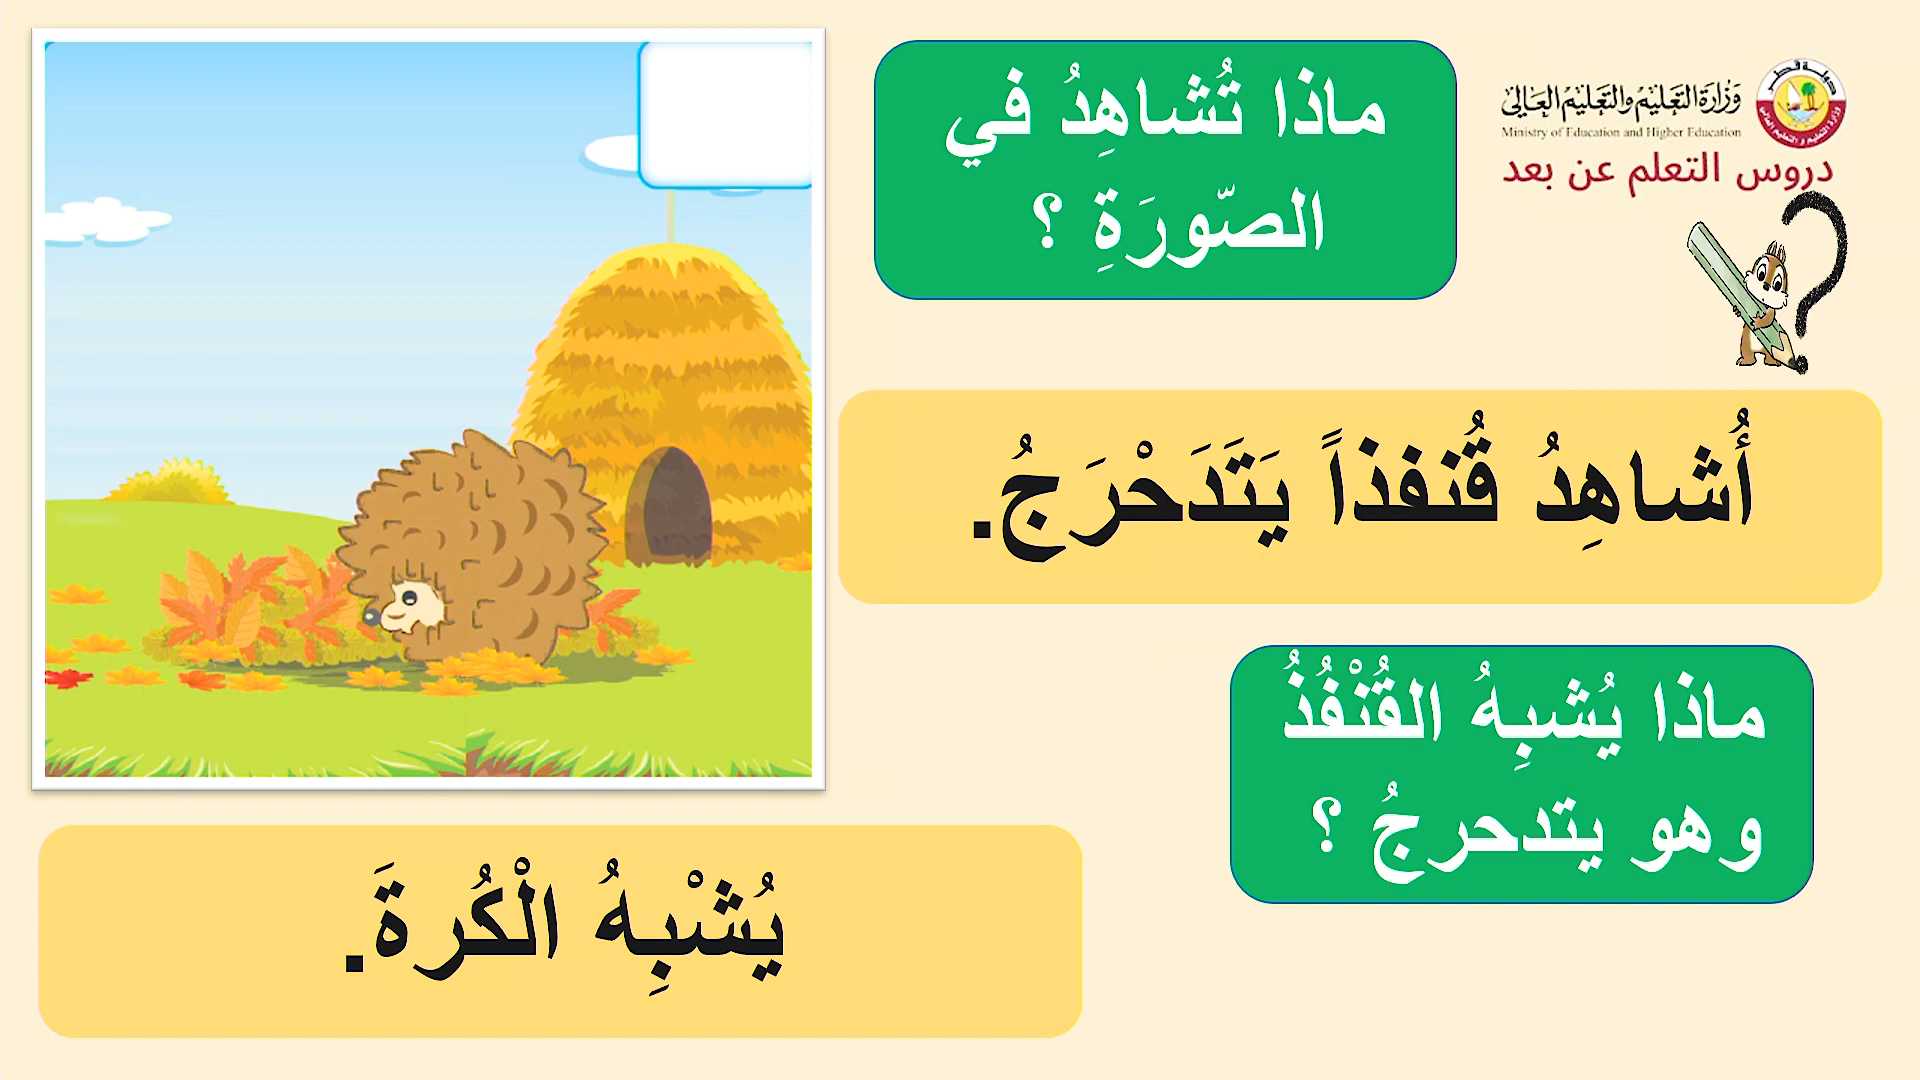 ماذا تُشاهِدُ في
الصّورَةِ ؟
وزارة التعليم والتعليم العالي
Ministry of Education and Higher Education
دروس التعلم عن بعد
أُشاهِدُ قُنفذاً يَتَدَحْرَجُ.
ماذا يُشبِهُ القُنْفُذُ
وهو يتدحرجُ ؟
يُشْبِهُ الْكُرةَ.